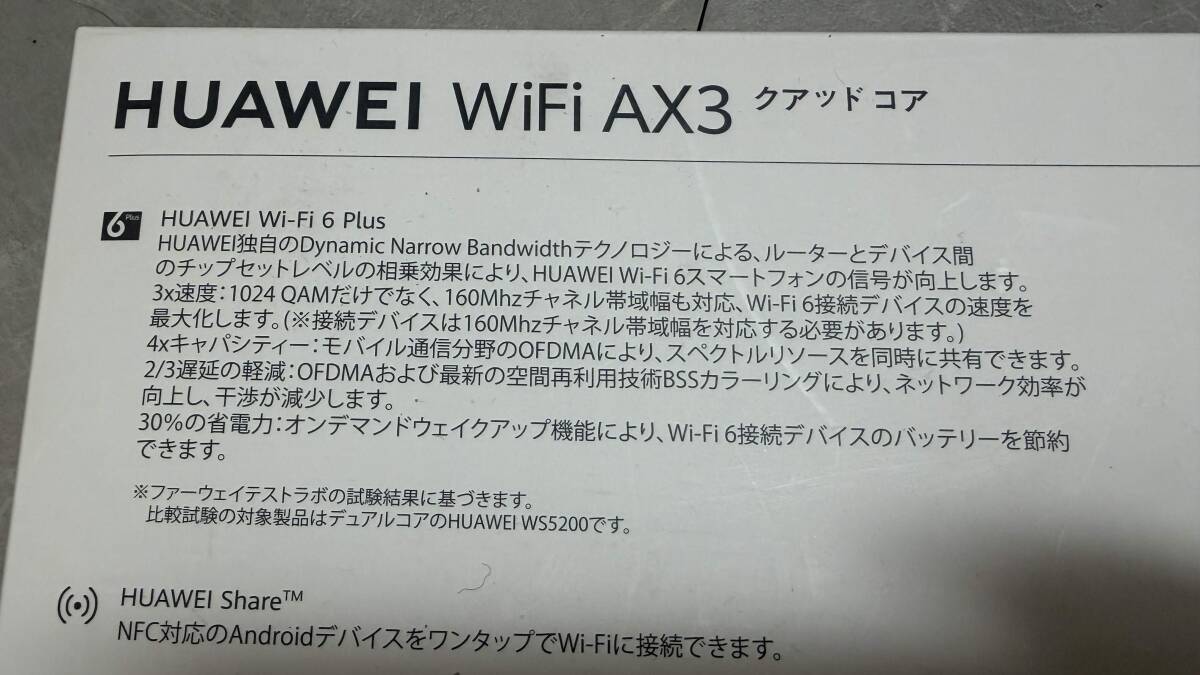 HUAWEI WiFi AX3 クアッド コア
6 Plus
HUAWEI Wi-Fi 6 Plus
HUAWEI独自のDynamic Narrow Bandwidthテクノロジーによる、ルーターとデバイス間
のチップセットレベルの相乗効果により、HUAWEI Wi-Fi 6スマートフォンの信号が向上します。
3x速度：1024 QAMだけでなく、160Mhzチャネル帯域幅も対応、Wi-Fi 6接続デバイスの速度を
最大化します。(※接続デバイスは160Mhzチャネル帯域幅を対応する必要があります。)
4xキャパシティー：モバイル通信分野のOFDMAにより、スペクトルリソースを同時に共有できます。
2/3遅延の軽減：OFDMAおよび最新の空間再利用技術BSSカラーリングにより、ネットワーク効率が
向上し、干渉が減少します。
30%の省電力：オンデマンドウェイクアップ機能により、Wi-Fi 6接続デバイスのバッテリーを節約
できます。
※ファーウェイテストラボの試験結果に基づきます。
比較試験の対象製品はデュアルコアのHUAWEI WS5200です。
HUAWEI Share™
NFC対応のAndroidデバイスをワンタップでWi-Fiに接続できます。